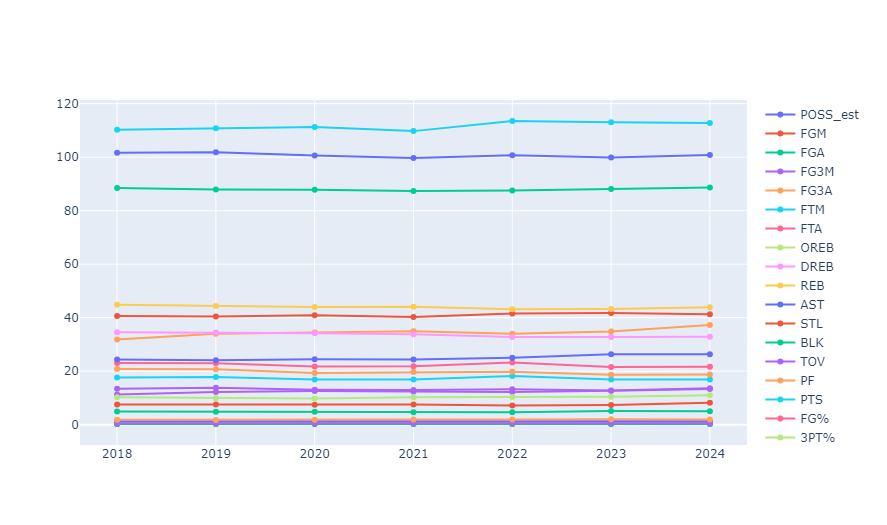 120
100
80
60
40
20
0
2018 2019 2020 2021 2022 2023 2024
POSS_est
FGM
FGA
FG3M
FG3A
FTM
FTA
OREB
DREB
REB
AST
STL
BLK
TOV
PF
PTS
FG%
3PT%